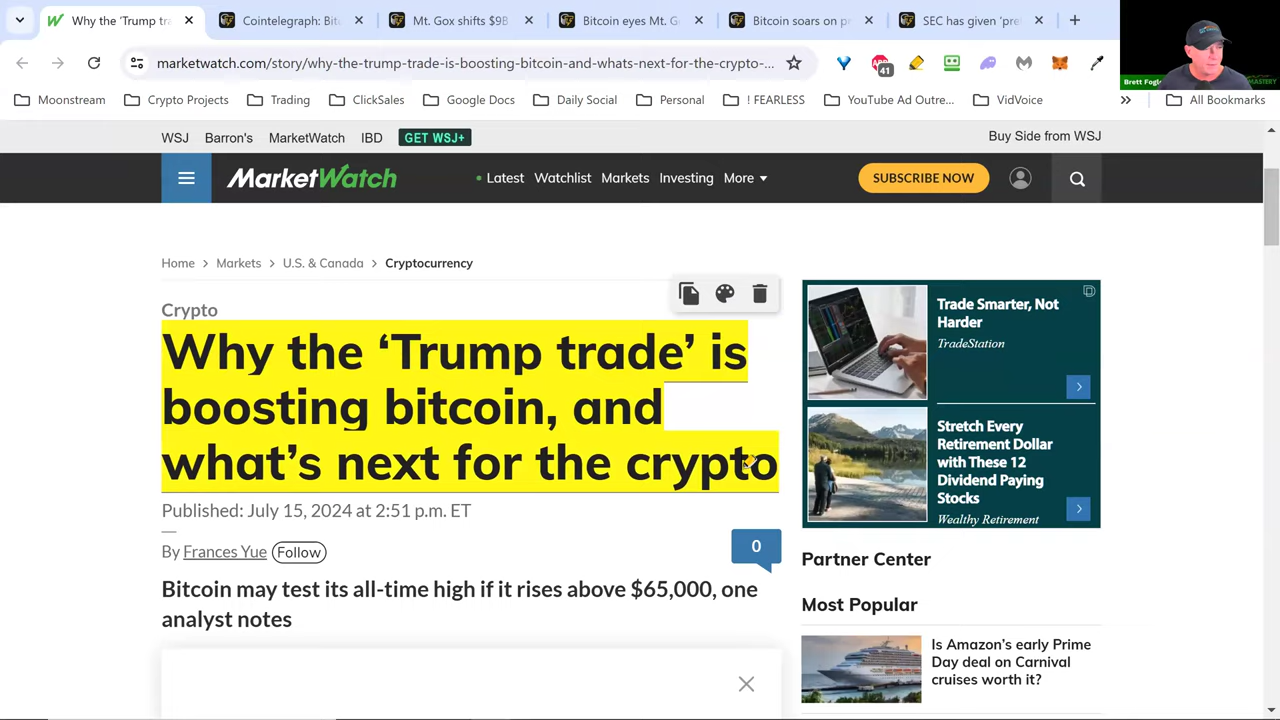 Why the ‘Trump tra
Cointelegraph: Bit
Mt. Gox shifts $9B
Bitcoin eyes Mt. G
Bitcoin soars on p
SEC has given ‘prel
marketwatch.com/story/why-the-trump-trade-is-boosting-bitcoin-and-whats-next-for-the-crypto-...
41
Moonstream
Crypto Projects
Trading
ClickSales
Google
Daily Social
Personal
! FEARLESS
YouTube Ad Outre...
VidVoice
All Bookmarks
Brett Fogle
MASTERY
WSJ Barron's MarketWatch IBD GET WSJ+
Buy Side from WSJ
MarketWatch
Latest Watchlist Markets Investing More
SUBSCRIBE NOW
Home > Markets > U.S. & Canada > Cryptocurrency
Crypto
Why the ‘Trump trade’ is
boosting bitcoin, and
what’s next for the crypto
Published: July 15, 2024 at 2:51 p.m. ET
By Frances Yue Follow
0
Bitcoin may test its all-time high if it rises above $65,000, one
analyst notes
Trade Smarter, Not
Harder
TradeStation
Stretch Every
Retirement Dollar
with These 12
Dividend Paying
Stocks
Wealthy Retirement
Partner Center
Most Popular
Is Amazon’s early Prime
Day deal on Carnival
cruises worth it?